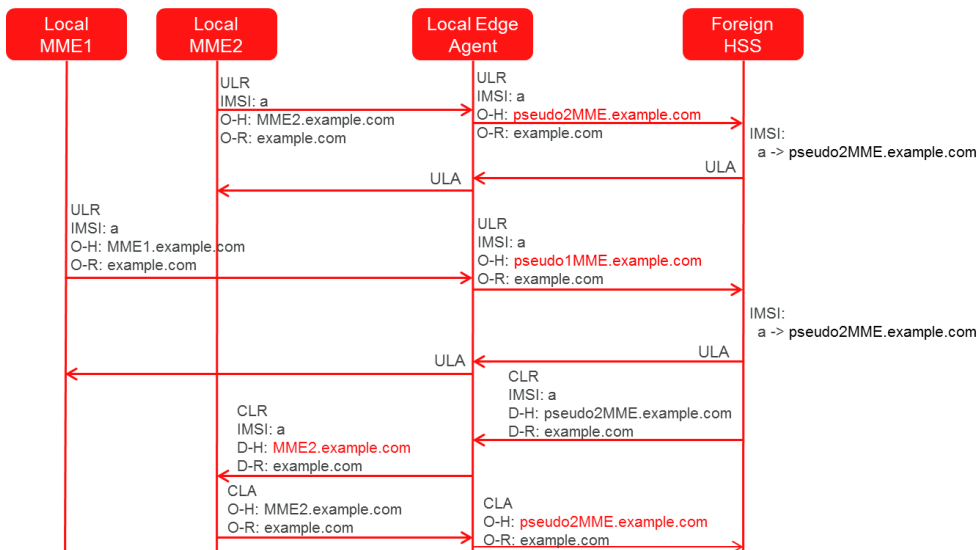 Local
MME1
Local
MME2
Local Edge
Agent
Foreign
HSS
ULR
IMSI: a
O-H: MME2.example.com
O-R: example.com
ULR
IMSI: a
O-H: pseudo2MME.example.com
O-R: example.com
IMSI:
a -> pseudo2MME.example.com
ULA
ULA
ULR
IMSI: a
O-H: MME1.example.com
O-R: example.com
ULR
IMSI: a
O-H: pseudo1MME.example.com
O-R: example.com
IMSI:
a -> pseudo2MME.example.com
ULA
ULA
CLR
IMSI: a
D-H: pseudo2MME.example.com
D-R: example.com
CLR
IMSI: a
D-H: MME2.example.com
D-R: example.com
CLA
O-H: MME2.example.com
O-R: example.com
CLA
O-H: pseudo2MME.example.com
O-R: example.com